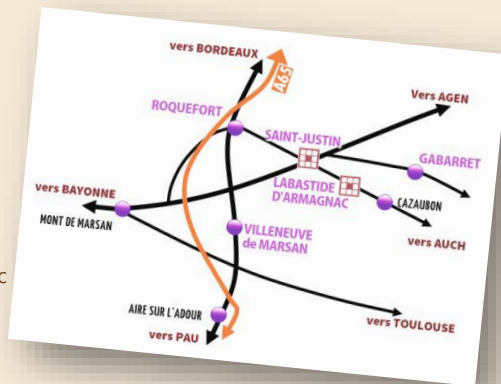 vers BORDEAUX
A65
Vers AGEN
ROQUEFORT
SAINT-JUSTIN
GABARRET
LABASTIDE
D'ARMAGNAC
CAZAUBON
vers BAYONNE
MONT DE MARSAN
VILLENEUVE
de MARSAN
vers AUCH
C
AIRE SUR L'ADOUR
vers PAU
vers TOULOUSE